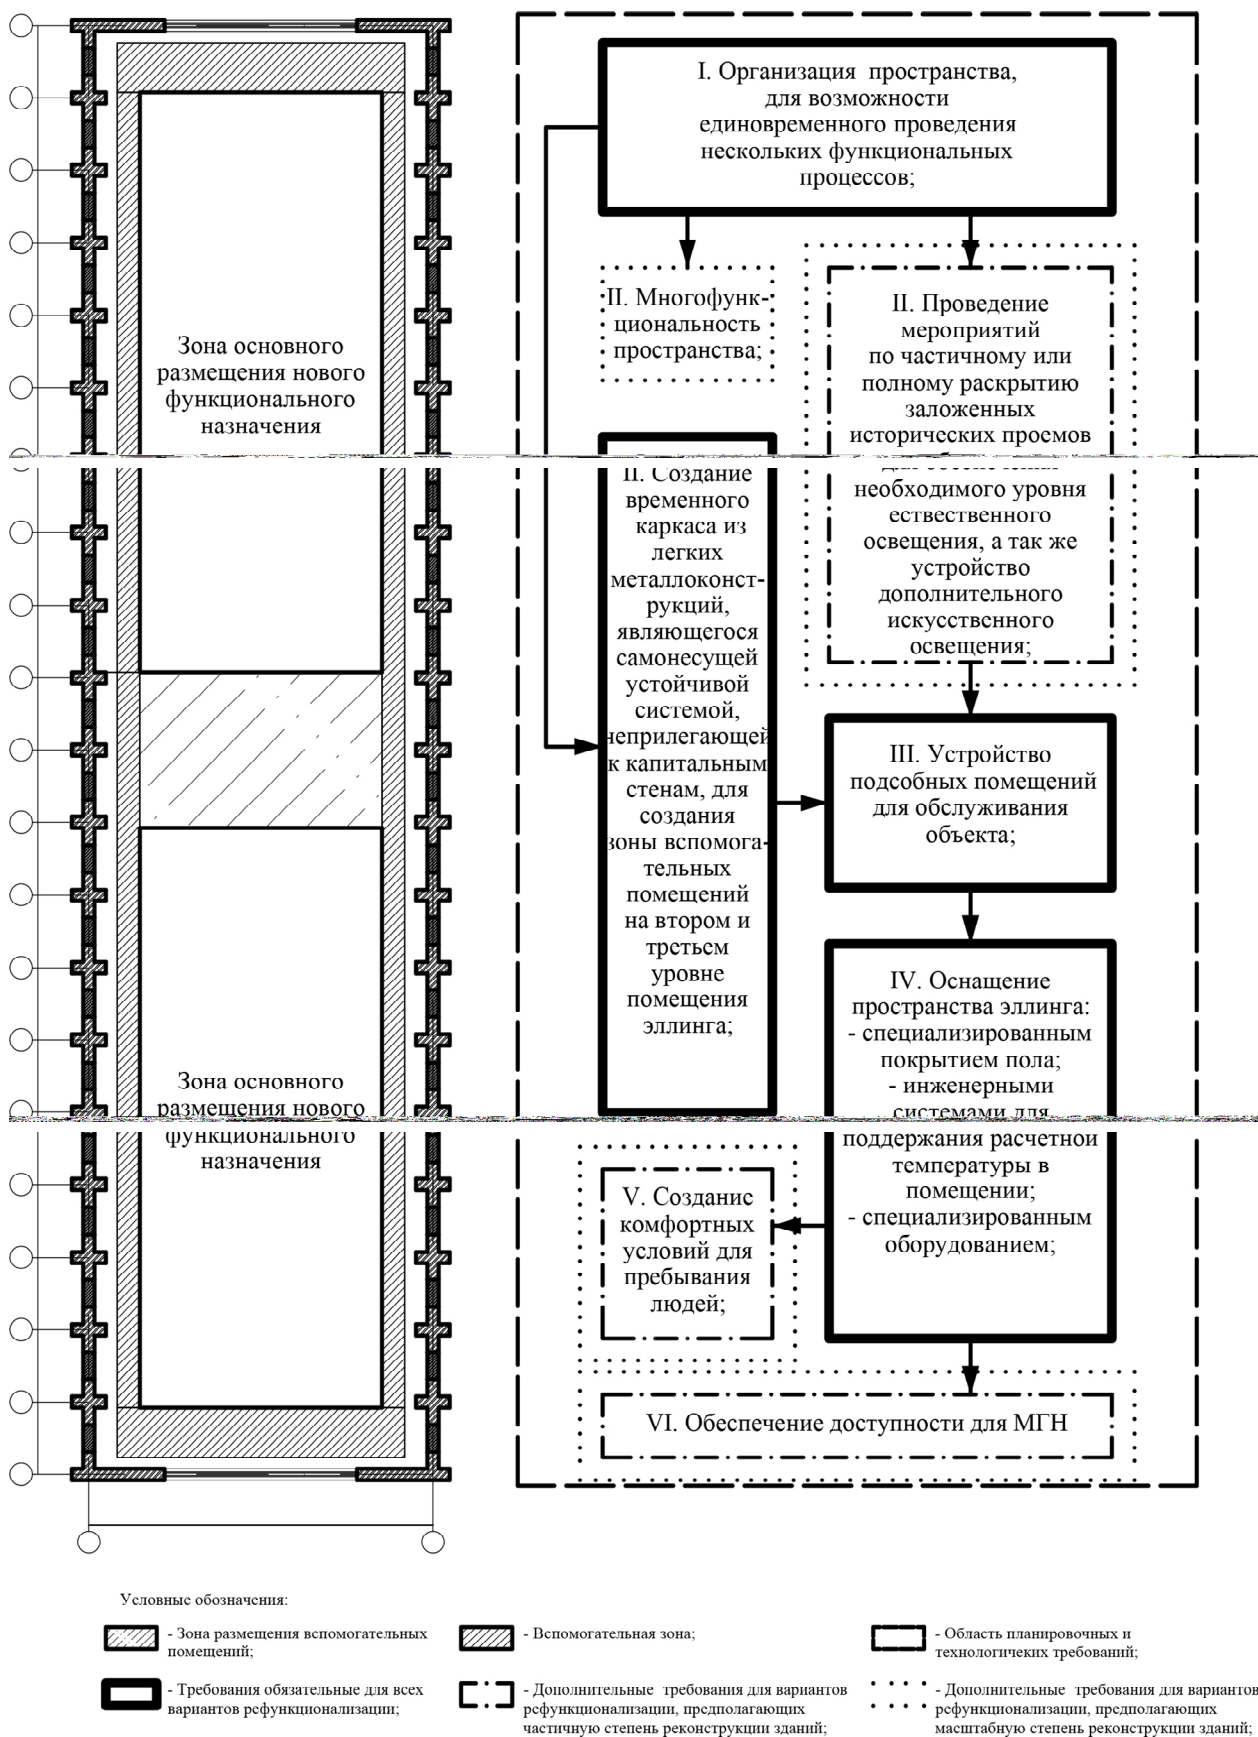 Зона основного
размещения нового
функционального
назначения
Зона основного
размещения нового
функционального
назначения
I. Организация пространства,
для возможности
единовременного проведения
нескольких функциональных
процессов;
II. Многофунк-
циональность
пространства;
II. Проведение
мероприятий
по частичному или
полному раскрытию
заложенных
исторических проемов
для обеспечения
необходимого уровня
естественного
освещения, а так же
устройство
дополнительного
искусственного
освещения;
II. Создание
временного
каркаса из
легких
металлоконст-
рукций,
являющегося
самонесущей
устойчивой
системой,
неприлегающей
к капитальным
стенам, для
создания
зоны вспомога-
тельных
помещений
на втором и
третьем
уровне
помещения
эллинга;
III. Устройство
подсобных помещений
для обслуживания
объекта;
IV. Оснащение
пространства эллинга:
- специализированным
покрытием пола;
- инженерными
системами для
поддержания расчетной
температуры в
помещении;
- специализированным
оборудованием;
V. Создание
комфортных
условий для
пребывания
людей;
VI. Обеспечение доступности для МГН
Условные обозначения:
- Зона размещения вспомогательных
помещений;
- Вспомогательная зона;
- Область планировочных и
технологичеких требований;
- Требования обязательные для всех
вариантов рефункционализации;
- Дополнительные требования для вариантов
рефункционализации, предполагающих
частичную степень реконструкции зданий;
- Дополнительные требования для вариантов
рефункционализации, предполагающих
масштабную степень реконструкции зданий;